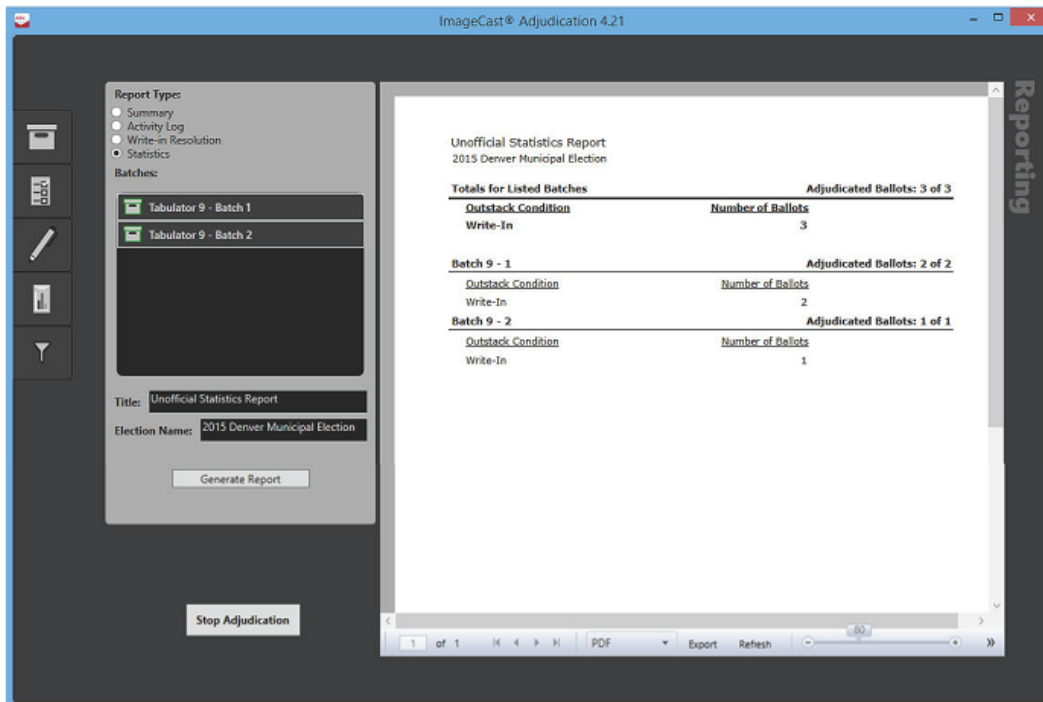 ImageCast® Adjudication 4.21
Reporting
Report Type:
Summary
Activity Log
Write-in Resolution
Statistics
Batches:
Tabulator 9 - Batch 1
Tabulator 9 - Batch 2
Title: Unofficial Statistics Report
Election Name: 2015 Denver Municipal Election
Generate Report
Stop Adjudication
Unofficial Statistics Report
2015 Denver Municipal Election
Totals for Listed Batches Adjudicated Ballots: 3 of 3
Outstack Condition Number of Ballots
Write-In 3
Batch 9 - 1 Adjudicated Ballots: 2 of 2
Outstack Condition Number of Ballots
Write-In 2
Batch 9 - 2 Adjudicated Ballots: 1 of 1
Outstack Condition Number of Ballots
Write-In 1
1 of 1 PDF Export Refresh 60